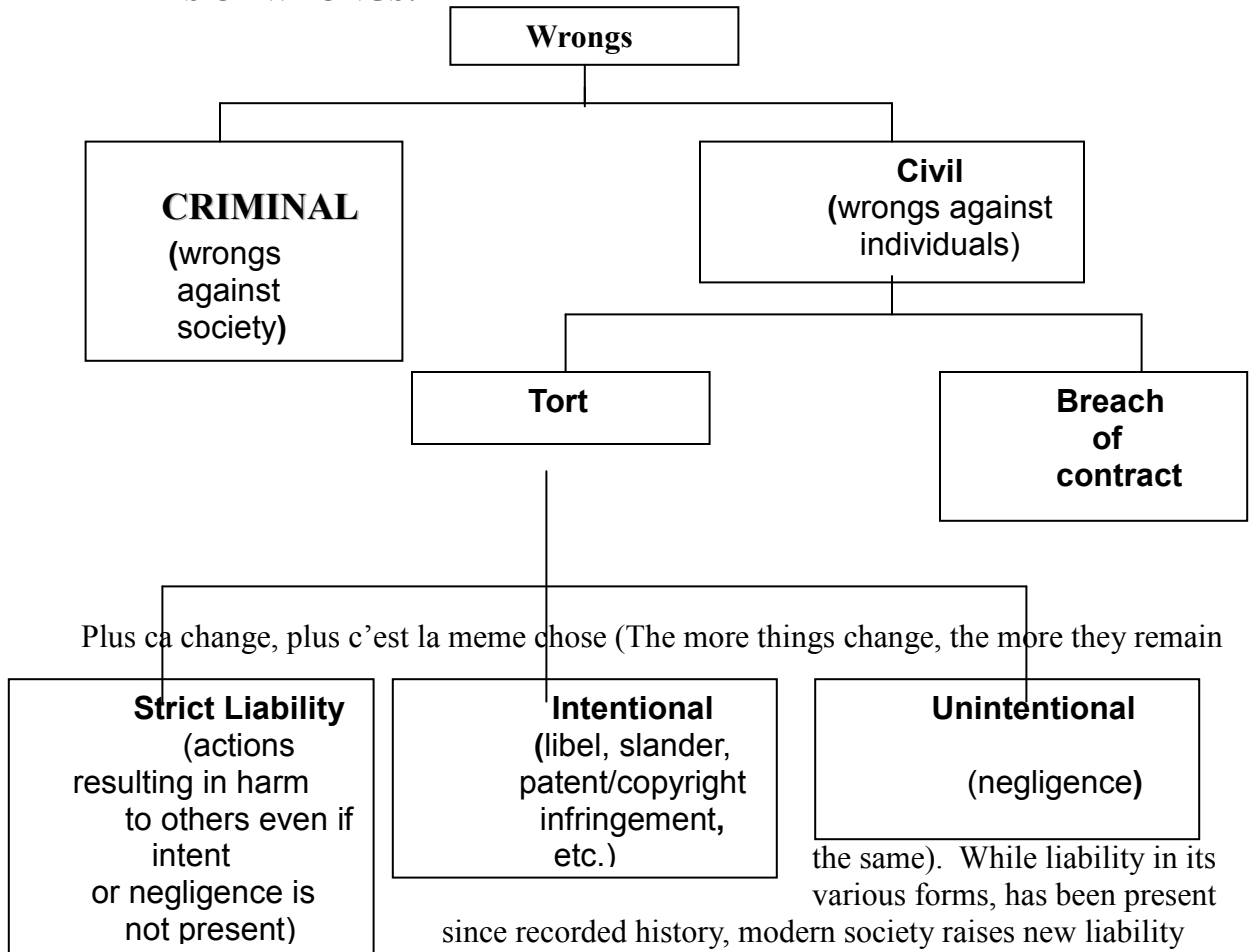 Wrongs
CRIMINAL
(wrongs
against
society)
Civil
(wrongs against
individuals)
Tort
Breach
of
contract
Plus ca change, plus c’est la meme chose (The more things change, the more they remain
Strict Liability
(actions
resulting in harm
to others even if
intent
or negligence is
not present)
Intentional
(libel, slander,
patent/copyright
infringement,
etc.)
Unintentional
(negligence)
the same).  While liability in its
various forms, has been present
since recorded history, modern society raises new liability